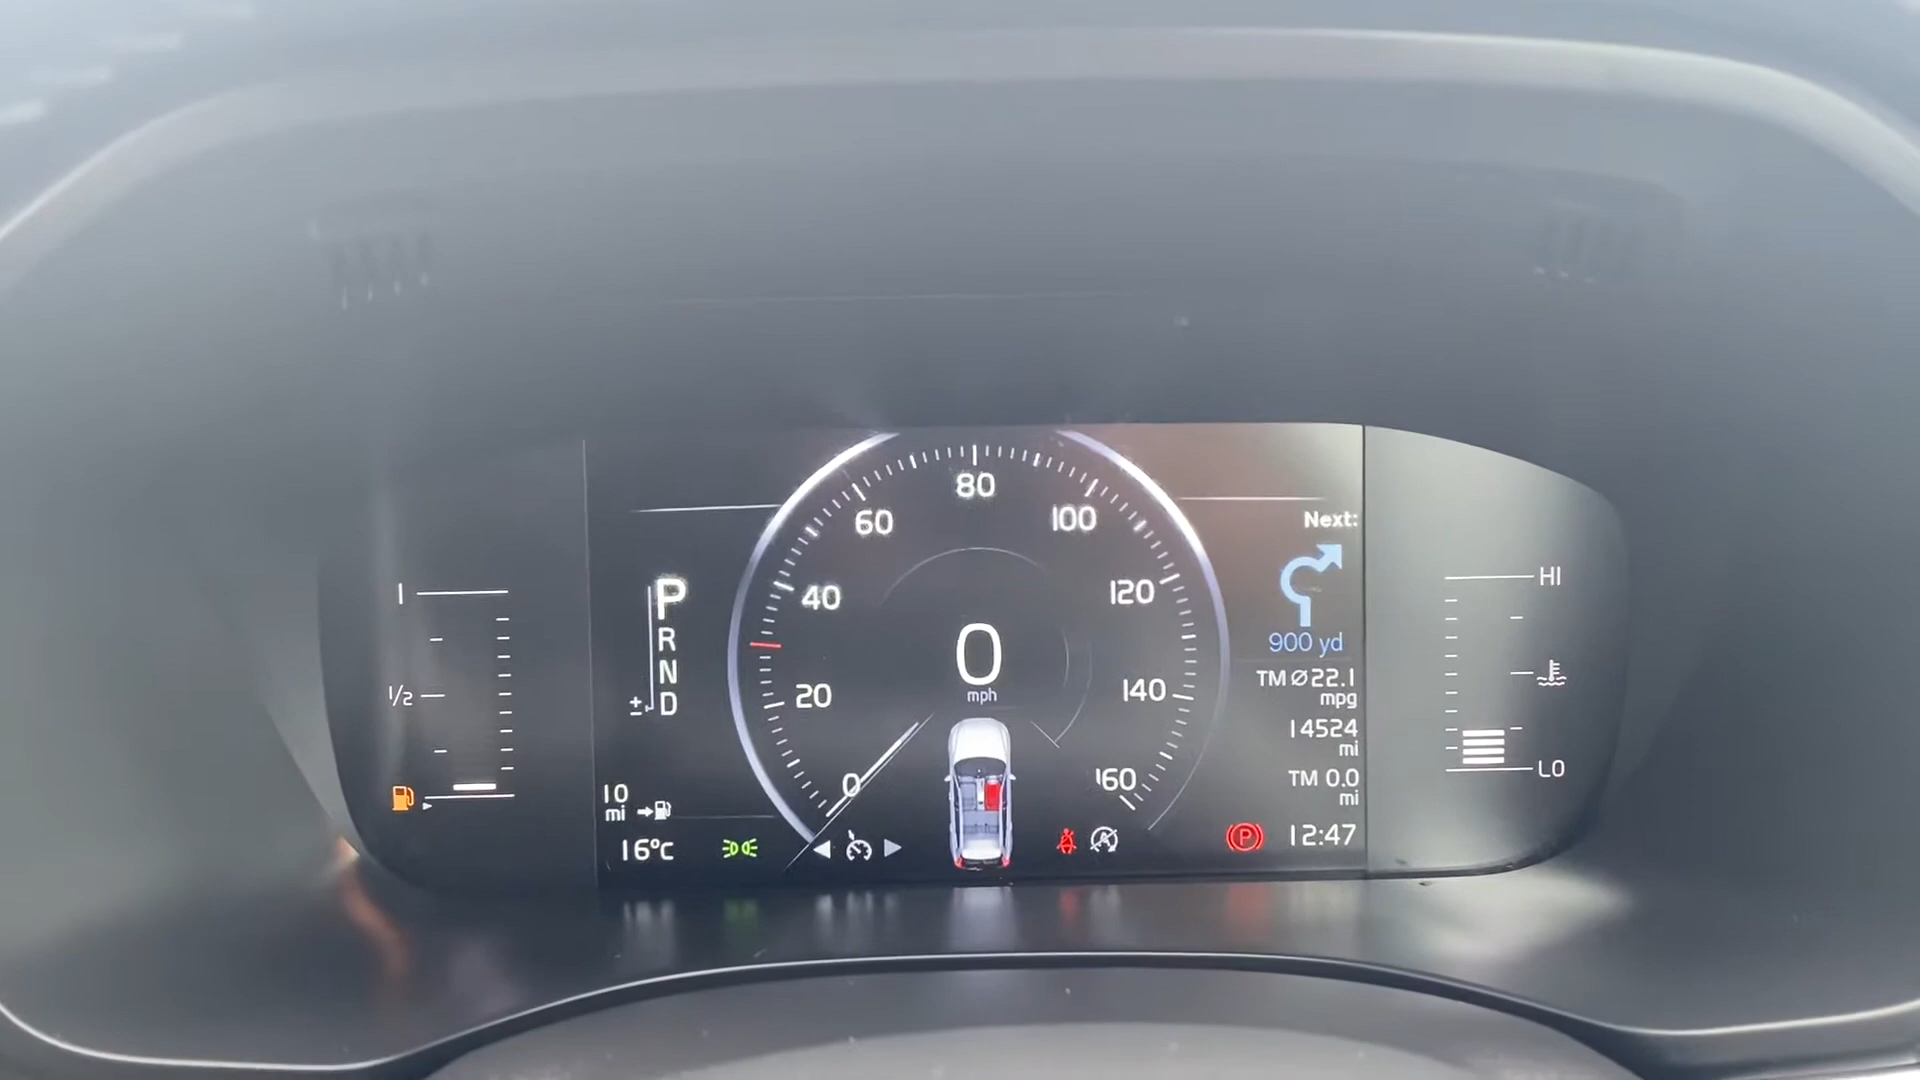 1
1/2
P
R
N
D
±
10
mi
16°C
0
20
40
60
80
100
120
140
160
0
mph
Next:
900 yd
TM Ø22.1
mpg
14524
mi
TM 0.0
mi
P
12:47
HI
LO